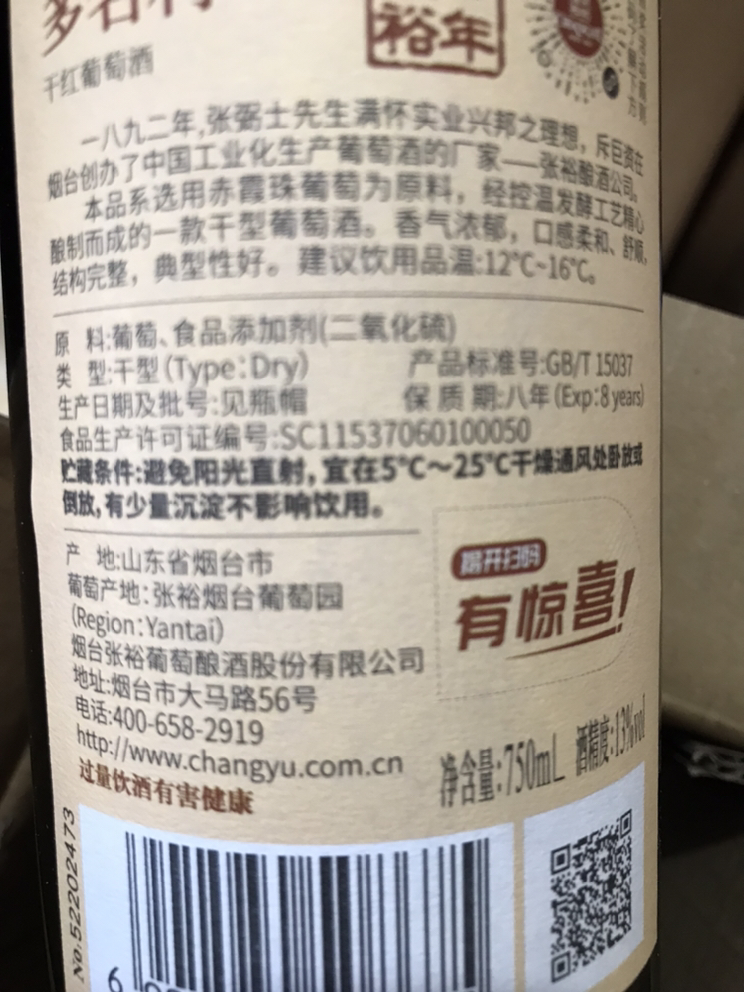 多名利
裕年
干红葡萄酒
一八九二年,张弼士先生满怀实业兴邦之理想，斥巨资在
烟台创办了中国工业化生产葡萄酒的厂家——张裕酿酒公司。
本品系选用赤霞珠葡萄为原料，经控温发酵工艺精心
酿制而成的一款干型葡萄酒。香气浓郁，口感柔和、舒顺，
结构完整，典型性好。建议饮用品温:12℃~16℃。
原 料:葡萄、食品添加剂(二氧化硫)
类 型:干型(Type:Dry) 产品标准号:GB/T 15037
生产日期及批号:见瓶帽 保质期:八年(Exp:8 years)
食品生产许可证编号:SC11537060100050
贮藏条件:避免阳光直射,宜在5℃～25℃干燥通风处卧放或
倒放,有少量沉淀不影响饮用。
产 地:山东省烟台市
葡萄产地:张裕烟台葡萄园
(Region:Yantai)
烟台张裕葡萄酿酒股份有限公司
地址:烟台市大马路56号
电话:400-658-2919
http://www.changyu.com.cn
过量饮酒有害健康
揭开扫码
有惊喜!
净含量:750mL 酒精度:13%vol
No.52202473
6